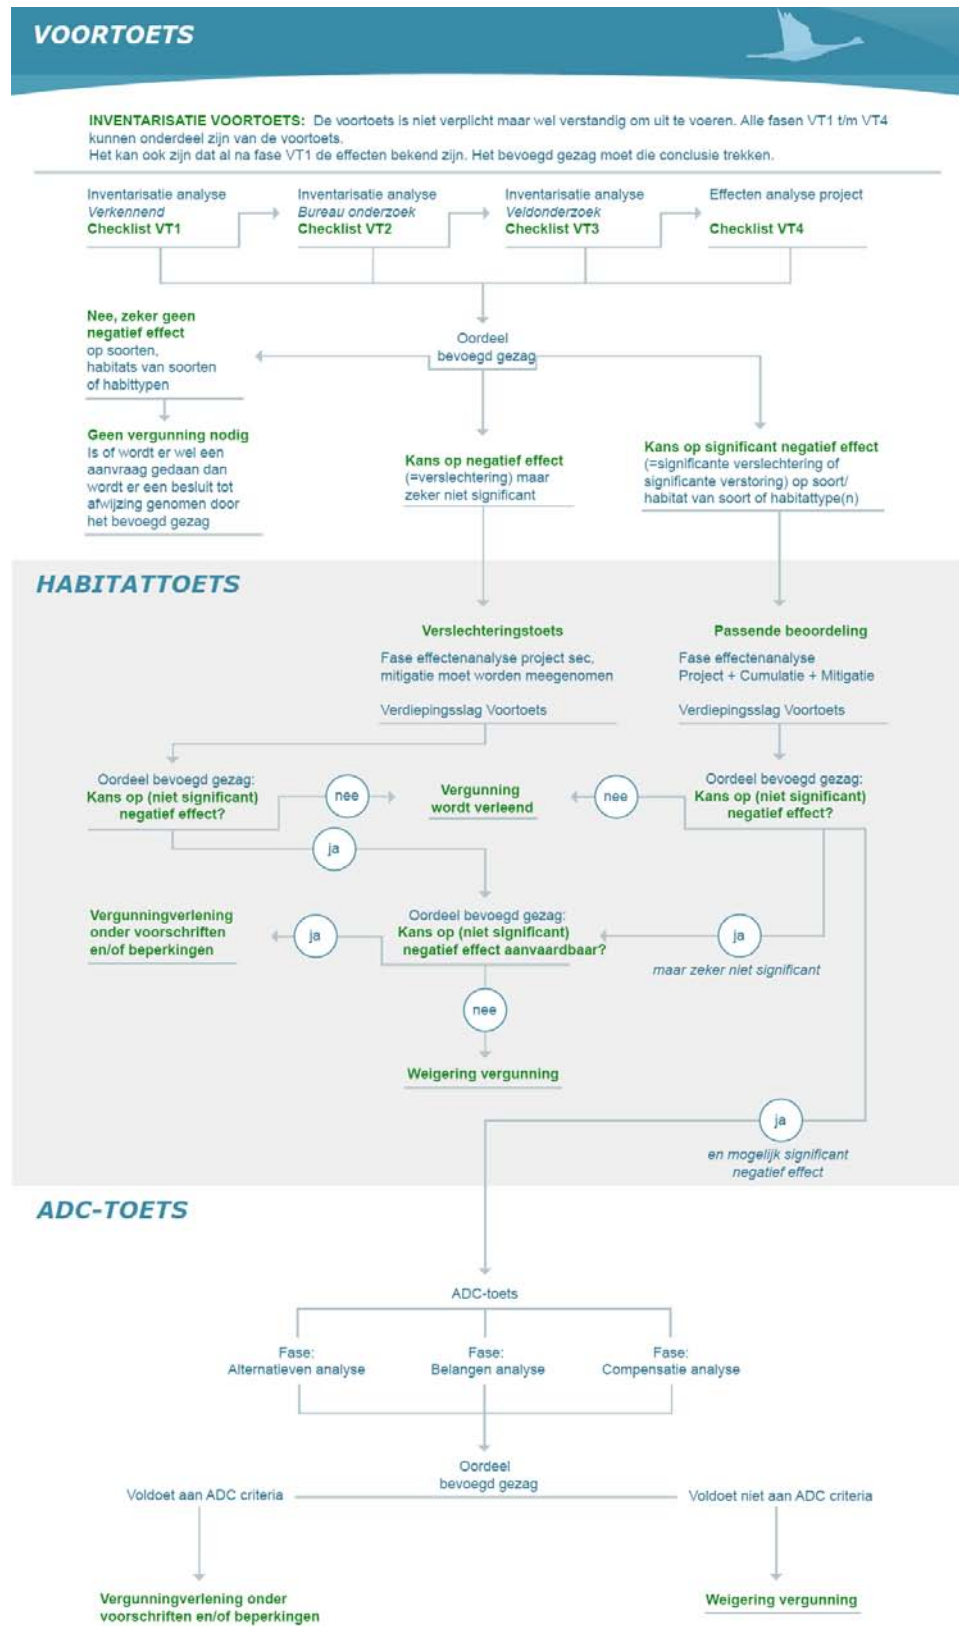 VOORTOETS
INVENTARISATIE VOORTOETS: De voortoets is niet verplicht maar wel verstandig om uit te voeren. Alle fasen VT1 t/m VT4
kunnen onderdeel zijn van de voortoets.
Het kan ook zijn dat al na fase VT1 de effecten bekend zijn. Het bevoegd gezag moet die conclusie trekken.
Inventarisatie analyse
Verkennend
Checklist VT1
Inventarisatie analyse
Bureau onderzoek
Checklist VT2
Inventarisatie analyse
Veldonderzoek
Checklist VT3
Effecten analyse project
Checklist VT4
Oordeel
bevoegd gezag
Nee, zeker geen
negatief effect
op soorten,
habitats van soorten
of habittypen
Geen vergunning nodig
Is of wordt er wel een
aanvraag gedaan dan
wordt er een besluit tot
afwijzing genomen door
het bevoegd gezag
Kans op negatief effect
(=verslechtering) maar
zeker niet significant
Kans op significant negatief effect
(=significante verslechtering of
significante verstoring) op soort/
habitat van soort of habitattype(n)
HABITATTOETS
Verslechteringstoets
Fase effectenanalyse project sec,
mitigatie moet worden meegenomen
Verdiepingsslag Voortoets
Passende beoordeling
Fase effectenanalyse
Project + Cumulatie + Mitigatie
Verdiepingsslag Voortoets
Oordeel bevoegd gezag:
Kans op (niet significant)
negatief effect?
nee
Vergunning
wordt verleend
nee
Oordeel bevoegd gezag:
Kans op (niet significant)
negatief effect?
ja
Vergunningverlening
onder voorschriften
en/of beperkingen
ja
Oordeel bevoegd gezag:
Kans op (niet significant)
negatief effect aanvaardbaar?
ja
maar zeker niet significant
nee
Weigering vergunning
ja
en mogelijk significant
negatief effect
ADC-TOETS
ADC-toets
Fase:
Alternatieven analyse
Fase:
Belangen analyse
Fase:
Compensatie analyse
Oordeel
bevoegd gezag
Voldoet aan ADC criteria
Voldoet niet aan ADC criteria
Vergunningverlening onder
voorschriften en/of beperkingen
Weigering vergunning